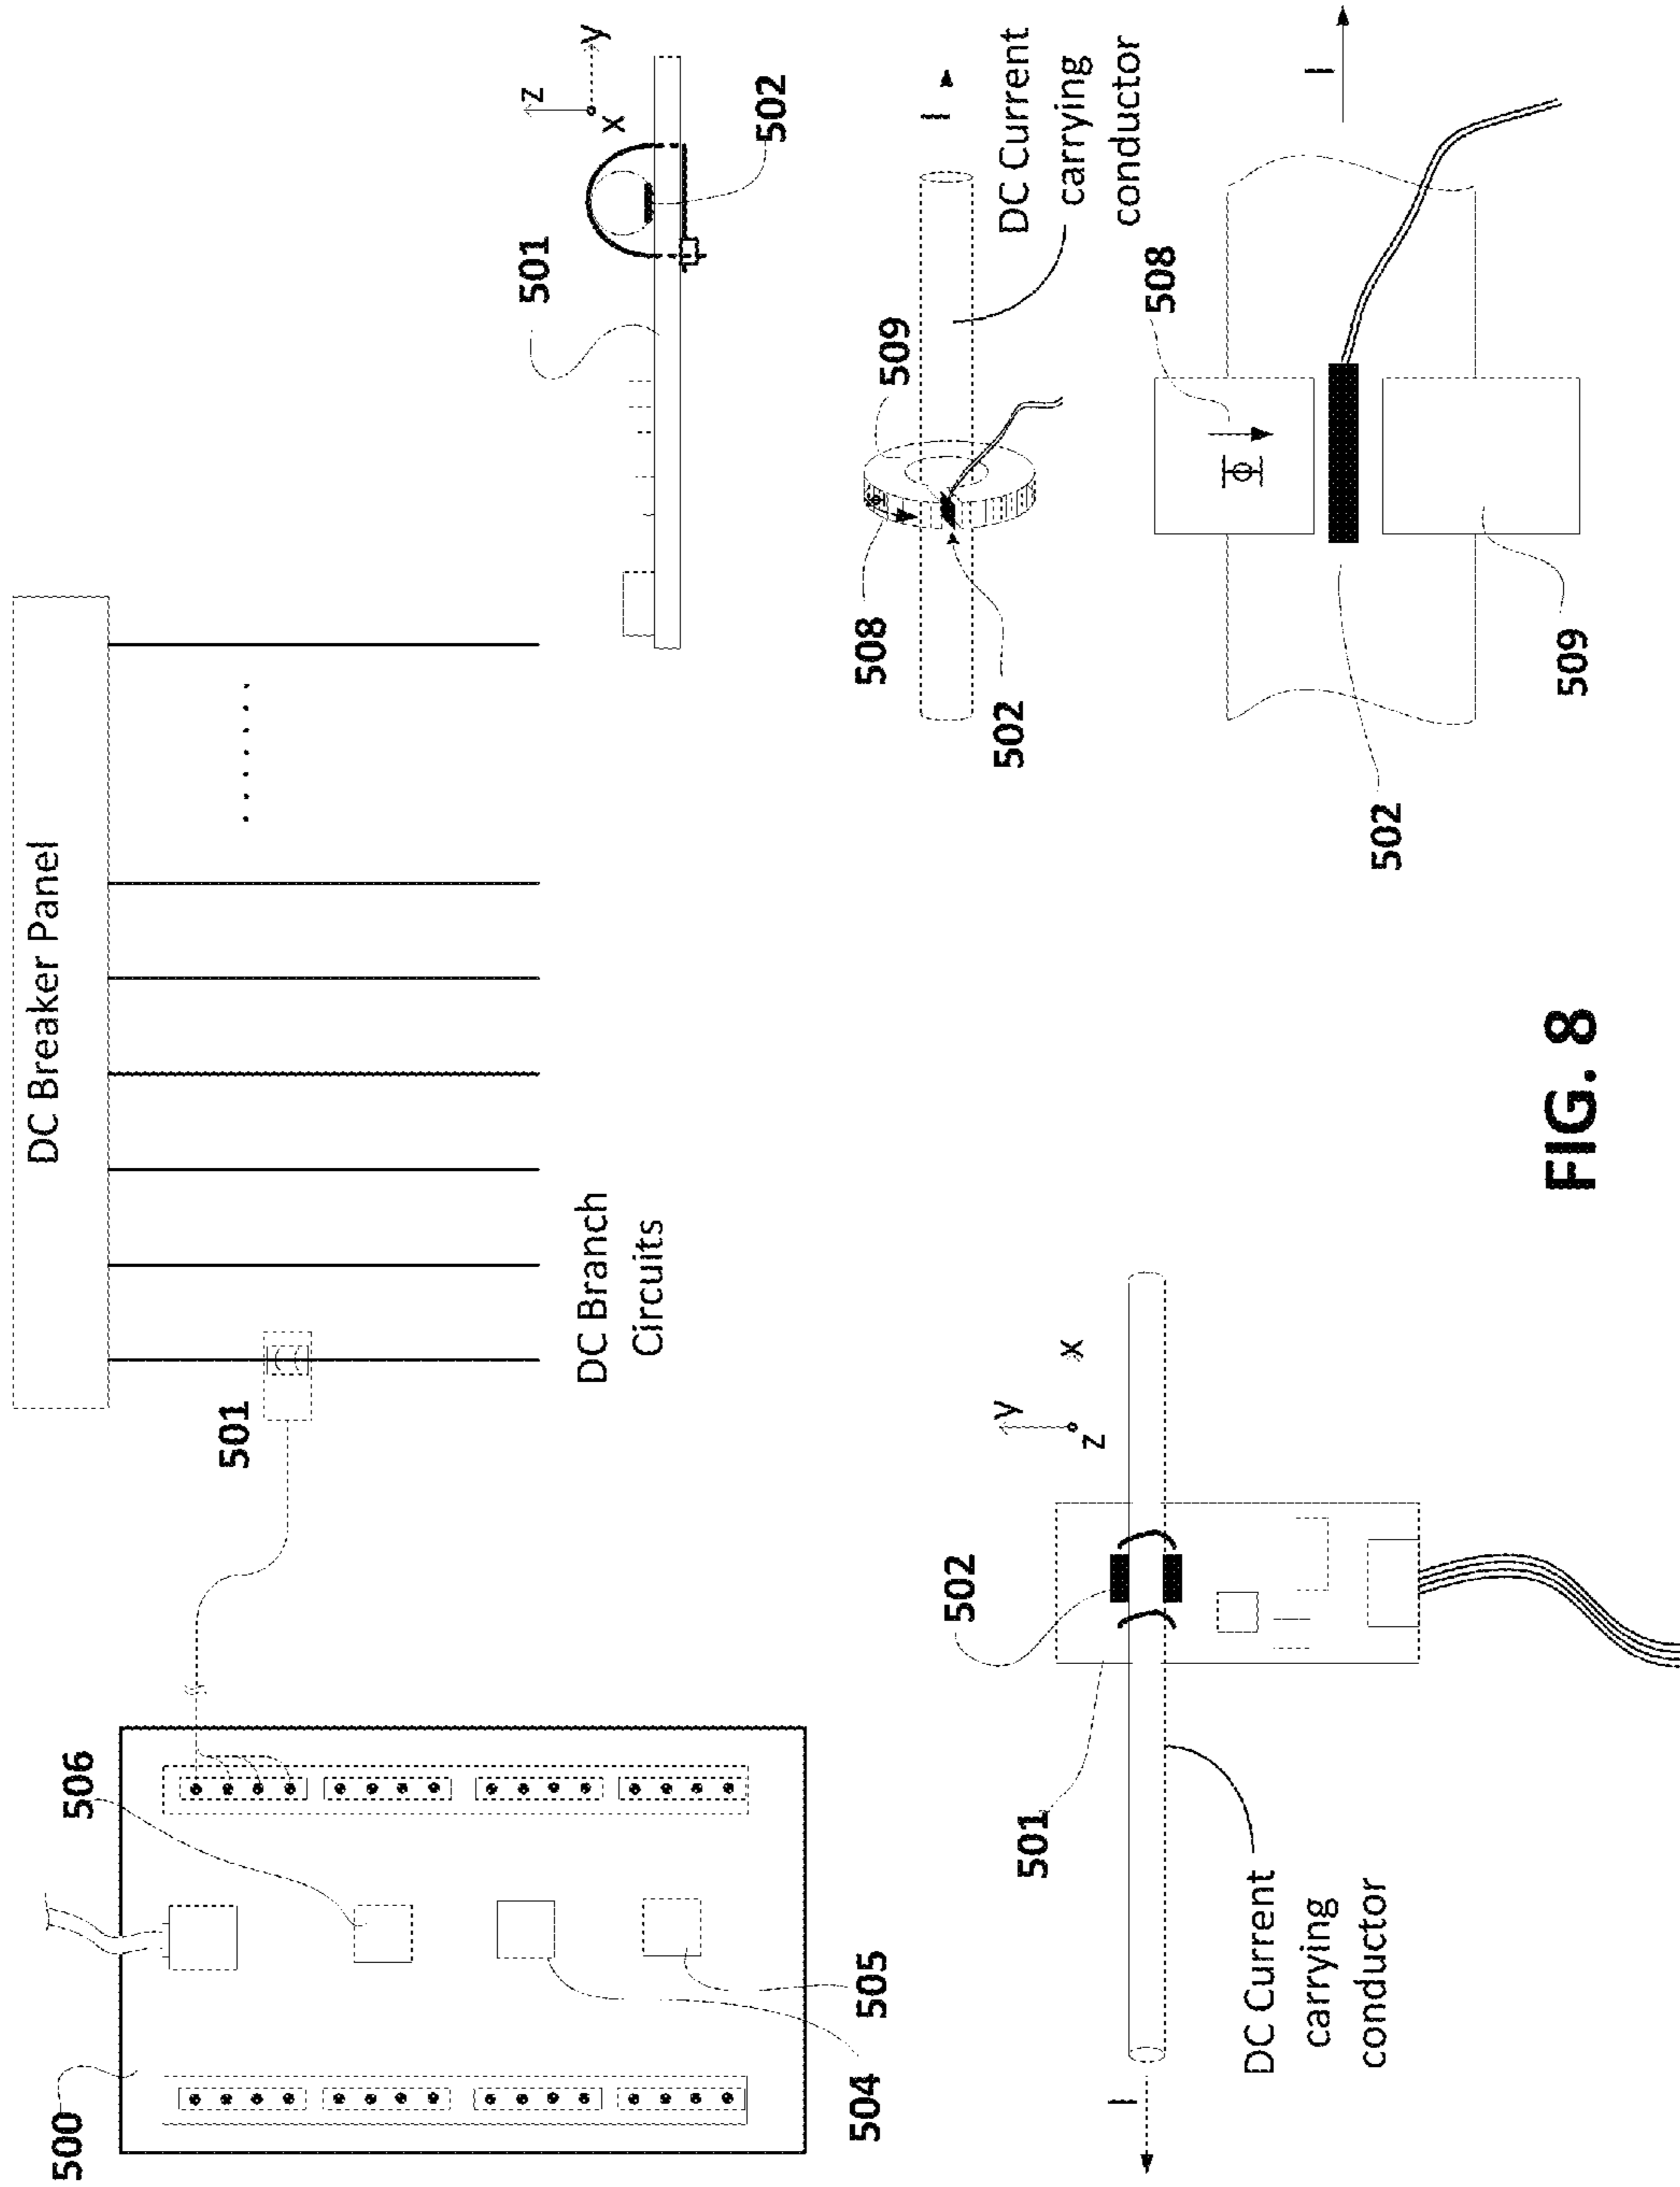 500
506
DC Breaker Panel
501
504
505
DC Branch
Circuits
z
y
x
501
502
508
Φ
509
502
I
DC Current
carrying
conductor
502
501
y
z
x
I
DC Current
carrying
conductor
508
Φ
I
502
509
FIG. 8